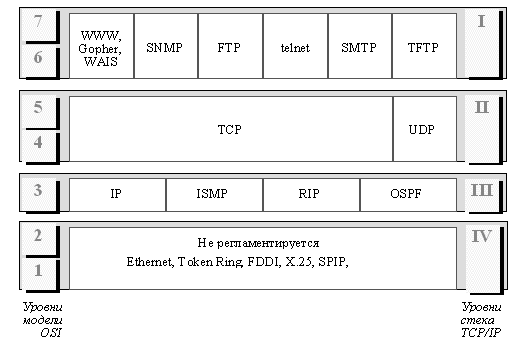 7
6
WWW,
Gopher,
WAIS
SNMP
FTP
telnet
SMTP
TFTP
I
5
4
TCP
UDP
II
3
IP
ISMP
RIP
OSPF
III
2
1
Не регламентируется
Ethernet, Token Ring, FDDI, X.25, SPIP,
IV
Уровни
модели
OSI
Уровни
стека
TCP/IP